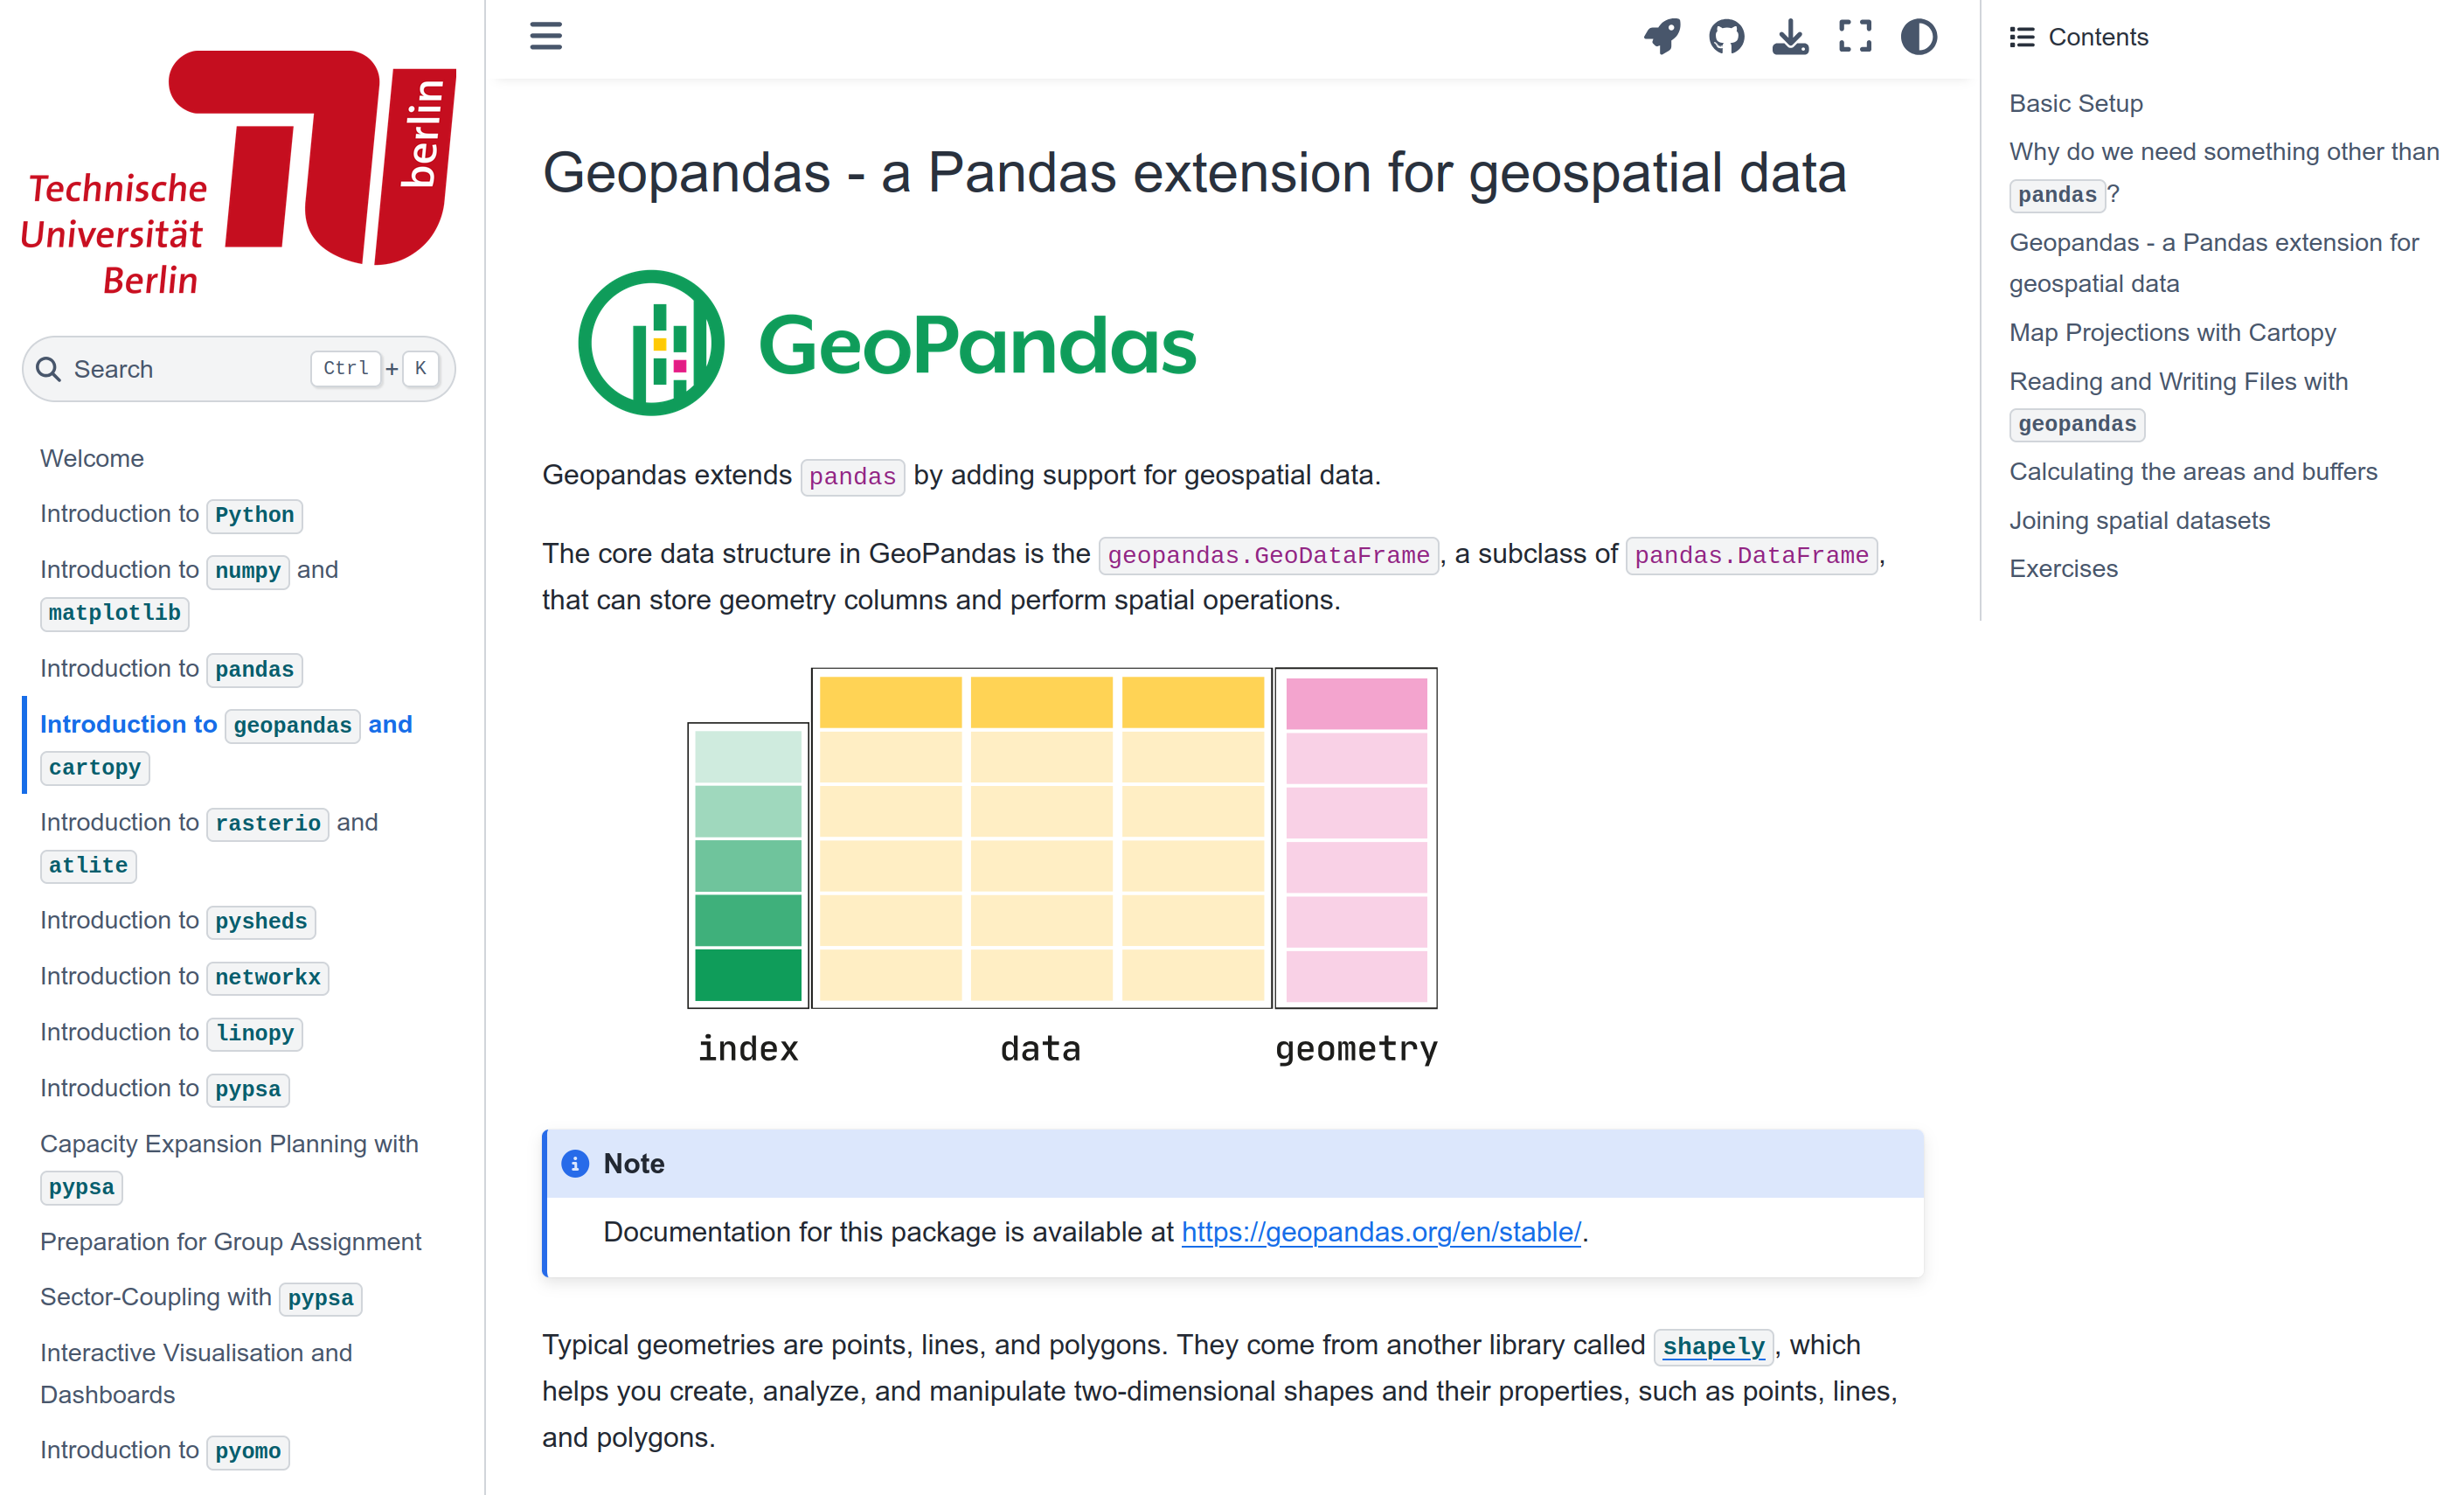 Technische
Universität
Berlin
berlin
Search Ctrl + K
Welcome
Introduction to Python
Introduction to numpy and
matplotlib
Introduction to pandas
Introduction to geopandas and
cartopy
Introduction to rasterio and
atlite
Introduction to pysheds
Introduction to networkx
Introduction to linopy
Introduction to pypsa
Capacity Expansion Planning with
pypsa
Preparation for Group Assignment
Sector-Coupling with pypsa
Interactive Visualisation and
Dashboards
Introduction to pyomo
Geopandas - a Pandas extension for geospatial data
GeoPandas
Geopandas extends pandas by adding support for geospatial data.
The core data structure in GeoPandas is the geopandas.GeoDataFrame, a subclass of pandas.DataFrame,
that can store geometry columns and perform spatial operations.
index data geometry
Note
Documentation for this package is available at https://geopandas.org/en/stable/.
Typical geometries are points, lines, and polygons. They come from another library called shapely, which
helps you create, analyze, and manipulate two-dimensional shapes and their properties, such as points, lines,
and polygons.
Contents
Basic Setup
Why do we need something other than
pandas?
Geopandas - a Pandas extension for
geospatial data
Map Projections with Cartopy
Reading and Writing Files with
geopandas
Calculating the areas and buffers
Joining spatial datasets
Exercises